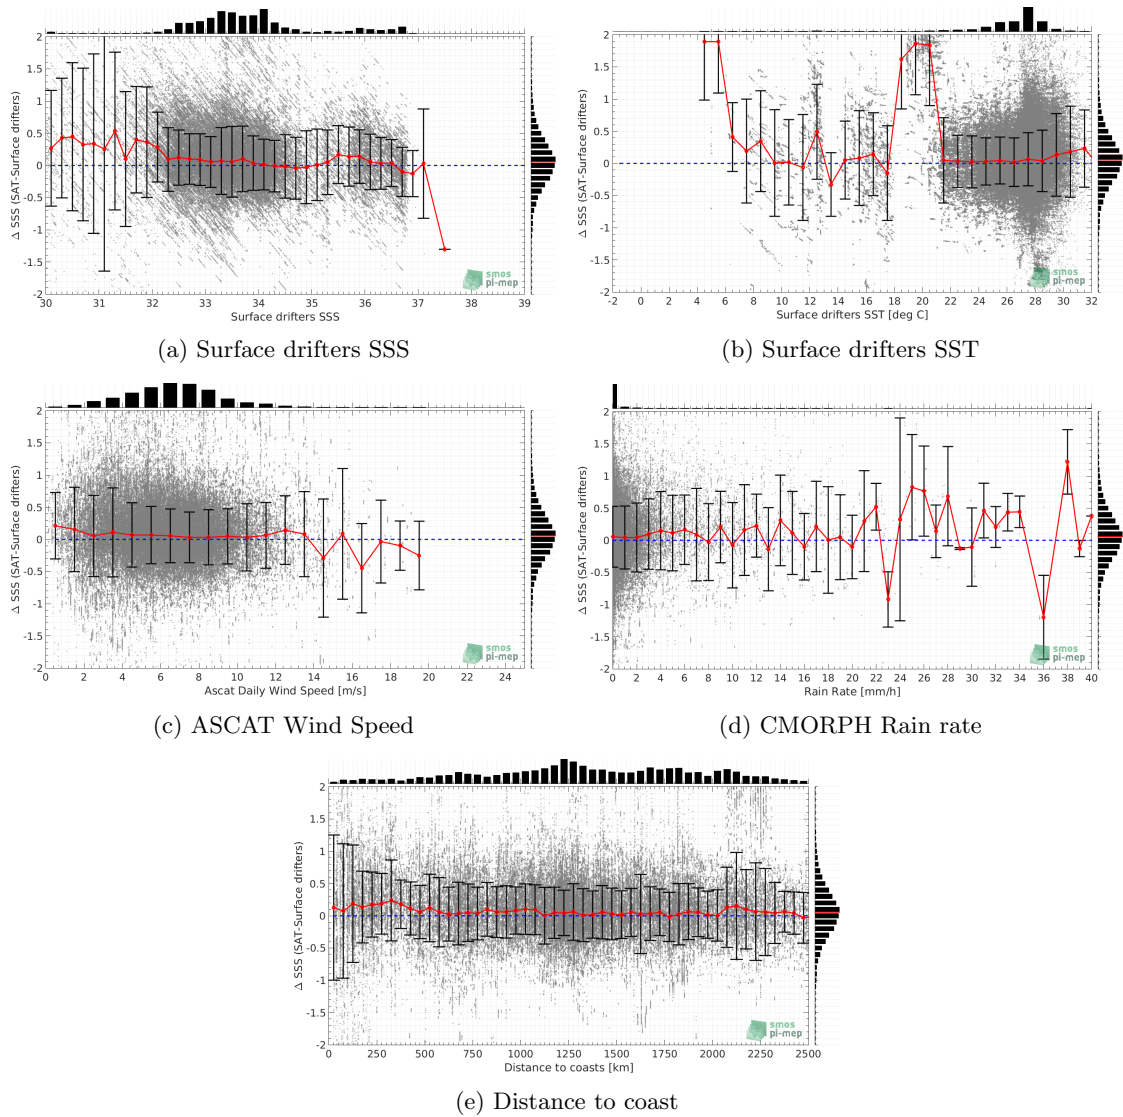 2
1.5
1
0.5
0
-0.5
-1
-1.5
-2
Δ SSS (SAT-Surface drifters)
30 31 32 33 34 35 36 37 38 39
Surface drifters SSS
smos
pi-mep
(a) Surface drifters SSS
2
1.5
1
0.5
0
-0.5
-1
-1.5
-2
Δ SSS (SAT-Surface drifters)
-2 0 2 4 6 8 10 12 14 16 18 20 22 24 26 28 30 32
Surface drifters SST [deg C]
smos
pi-mep
(b) Surface drifters SST
2
1.5
1
0.5
0
-0.5
-1
-1.5
-2
Δ SSS (SAT-Surface drifters)
0 2 4 6 8 10 12 14 16 18 20 22 24
Ascat Daily Wind Speed [m/s]
smos
pi-mep
(c) ASCAT Wind Speed
2
1.5
1
0.5
0
-0.5
-1
-1.5
-2
Δ SSS (SAT-Surface drifters)
0 2 4 6 8 10 12 14 16 18 20 22 24 26 28 30 32 34 36 38 40
Rain Rate [mm/h]
smos
pi-mep
(d) CMORPH Rain rate
2
1.5
1
0.5
0
-0.5
-1
-1.5
-2
Δ SSS (SAT-Surface drifters)
0 250 500 750 1000 1250 1500 1750 2000 2250 2500
Distance to coasts [km]
smos
pi-mep
(e) Distance to coast